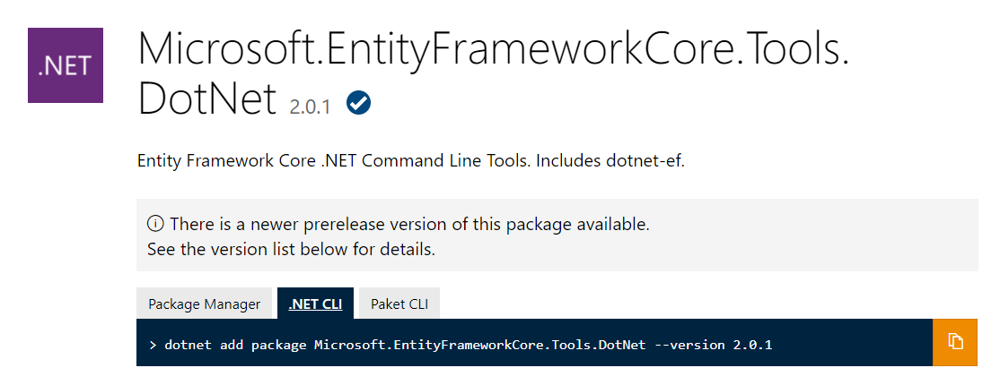 .NET
Microsoft.EntityFrameworkCore.Tools.
DotNet 2.0.1
Entity Framework Core .NET Command Line Tools. Includes dotnet-ef.
There is a newer prerelease version of this package available.
See the version list below for details.
Package Manager .NET CLI Paket CLI
> dotnet add package Microsoft.EntityFrameworkCore.Tools.DotNet --version 2.0.1